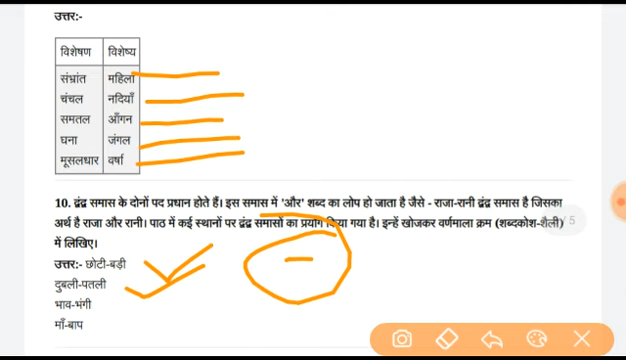 उत्तर:-
विशेषण विशेष्य
संभ्रांत महिला
चंचल नदियाँ
समतल आँगन
घना जंगल
मूसलधार वर्षा
10. द्वंद्व समास के दोनों पद प्रधान होते हैं। इस समास में 'और' शब्द का लोप हो जाता है जैसे - राजा-रानी द्वंद्व समास है जिसका
अर्थ है राजा और रानी। पाठ में कई स्थानों पर द्वंद्व समासों का प्रयोग किया गया है। इन्हें खोजकर वर्णमाला क्रम (शब्दकोश-शैली)
में लिखिए।
उत्तर:- छोटी-बड़ी
दुबली-पतली
भाव-भंगी
माँ-बाप